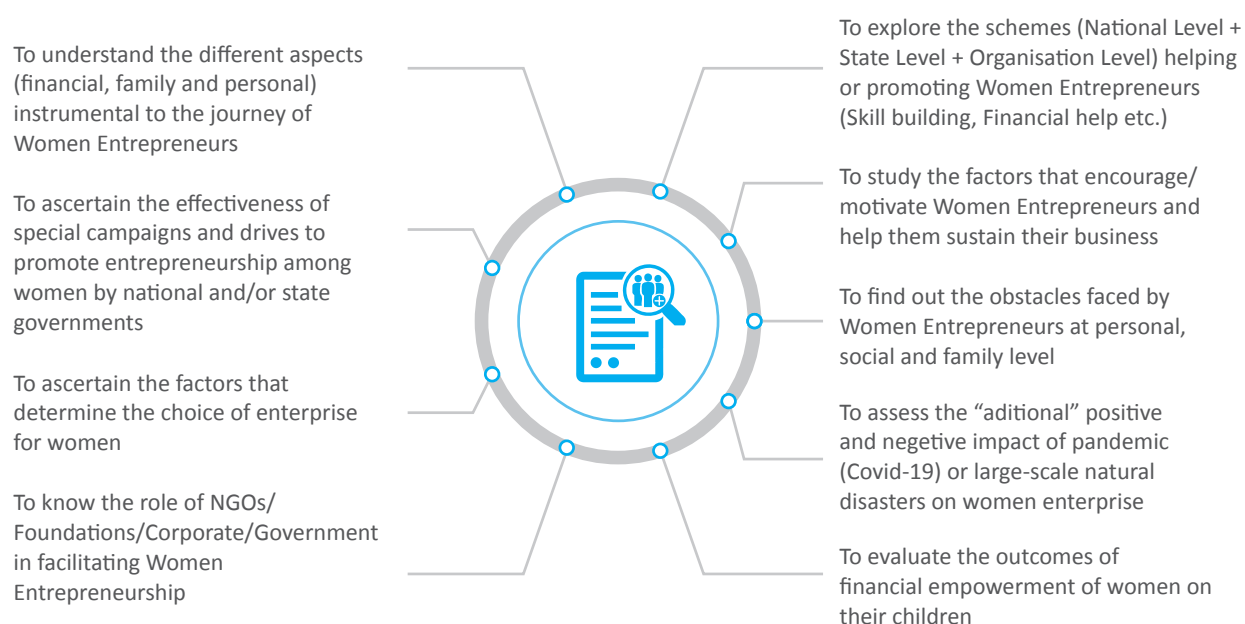 To understand the different aspects
(financial, family and personal)
instrumental to the journey of
Women Entrepreneurs
To ascertain the effectiveness of
special campaigns and drives to
promote entrepreneurship among
women by national and/or state
governments
To ascertain the factors that
determine the choice of enterprise
for women
To know the role of NGOs/
Foundations/Corporate/Government
in facilitating Women
Entrepreneurship
To explore the schemes (National Level +
State Level + Organisation Level) helping
or promoting Women Entrepreneurs
(Skill building, Financial help etc.)
To study the factors that encourage/
motivate Women Entrepreneurs and
help them sustain their business
To find out the obstacles faced by
Women Entrepreneurs at personal,
social and family level
To assess the “aditional” positive
and negetive impact of pandemic
(Covid-19) or large-scale natural
disasters on women enterprise
To evaluate the outcomes of
financial empowerment of women on
their children